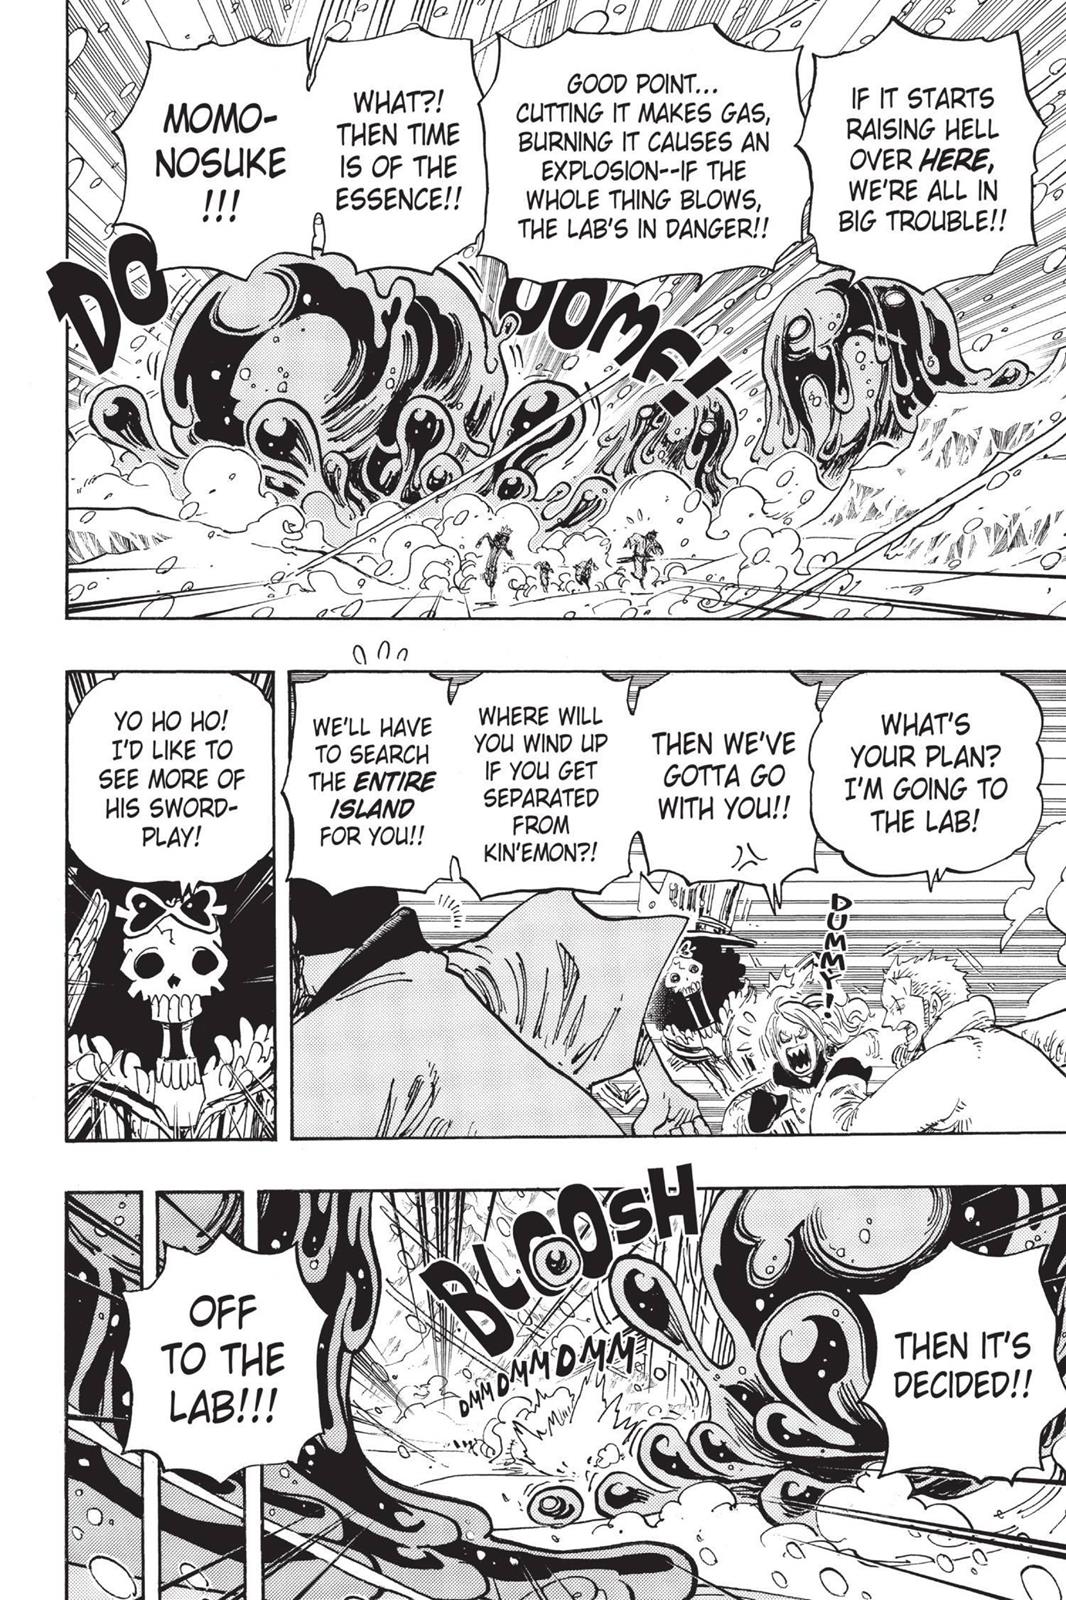 IF IT STARTS
RAISING HELL
OVER HERE,
WE'RE ALL IN
BIG TROUBLE!!
GOOD POINT...
CUTTING IT MAKES GAS,
BURNING IT CAUSES AN
EXPLOSION--IF THE
WHOLE THING BLOWS,
THE LAB'S IN DANGER!!
WHAT?!
THEN TIME
IS OF THE
ESSENCE!!
MOMO-
NOSUKE
!!!
DOOOMF!
WHAT'S
YOUR PLAN?
I'M GOING TO
THE LAB!
THEN WE'VE
GOTTA GO
WITH YOU!!
WHERE WILL
YOU WIND UP
IF YOU GET
SEPARATED
FROM
KIN'EMON?!
WE'LL HAVE
TO SEARCH
THE ENTIRE
ISLAND
FOR YOU!!
DUMMY!
YO HO HO!
I'D LIKE TO
SEE MORE OF
HIS SWORD-
PLAY!
THEN IT'S
DECIDED!!
BLOOSH
DMMDMMDMM
OFF
TO THE
LAB!!!